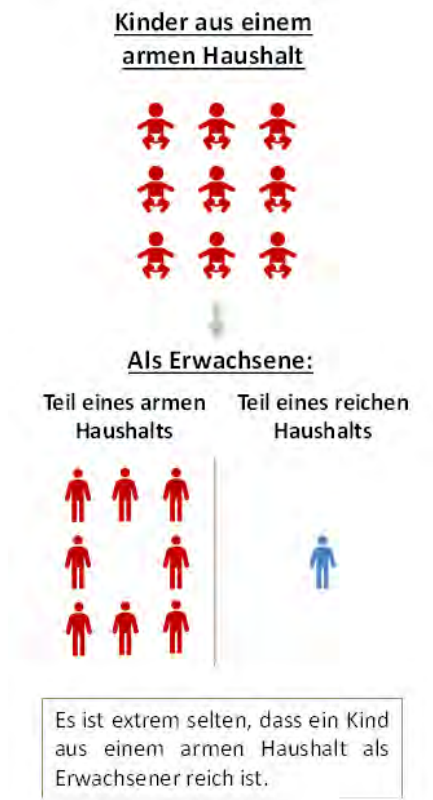 Kinder aus einem
armen Haushalt
Als Erwachsene:
Teil eines armen
Haushalts
Teil eines reichen
Haushalts
Es ist extrem selten, dass ein Kind
aus einem armen Haushalt als
Erwachsener reich ist.